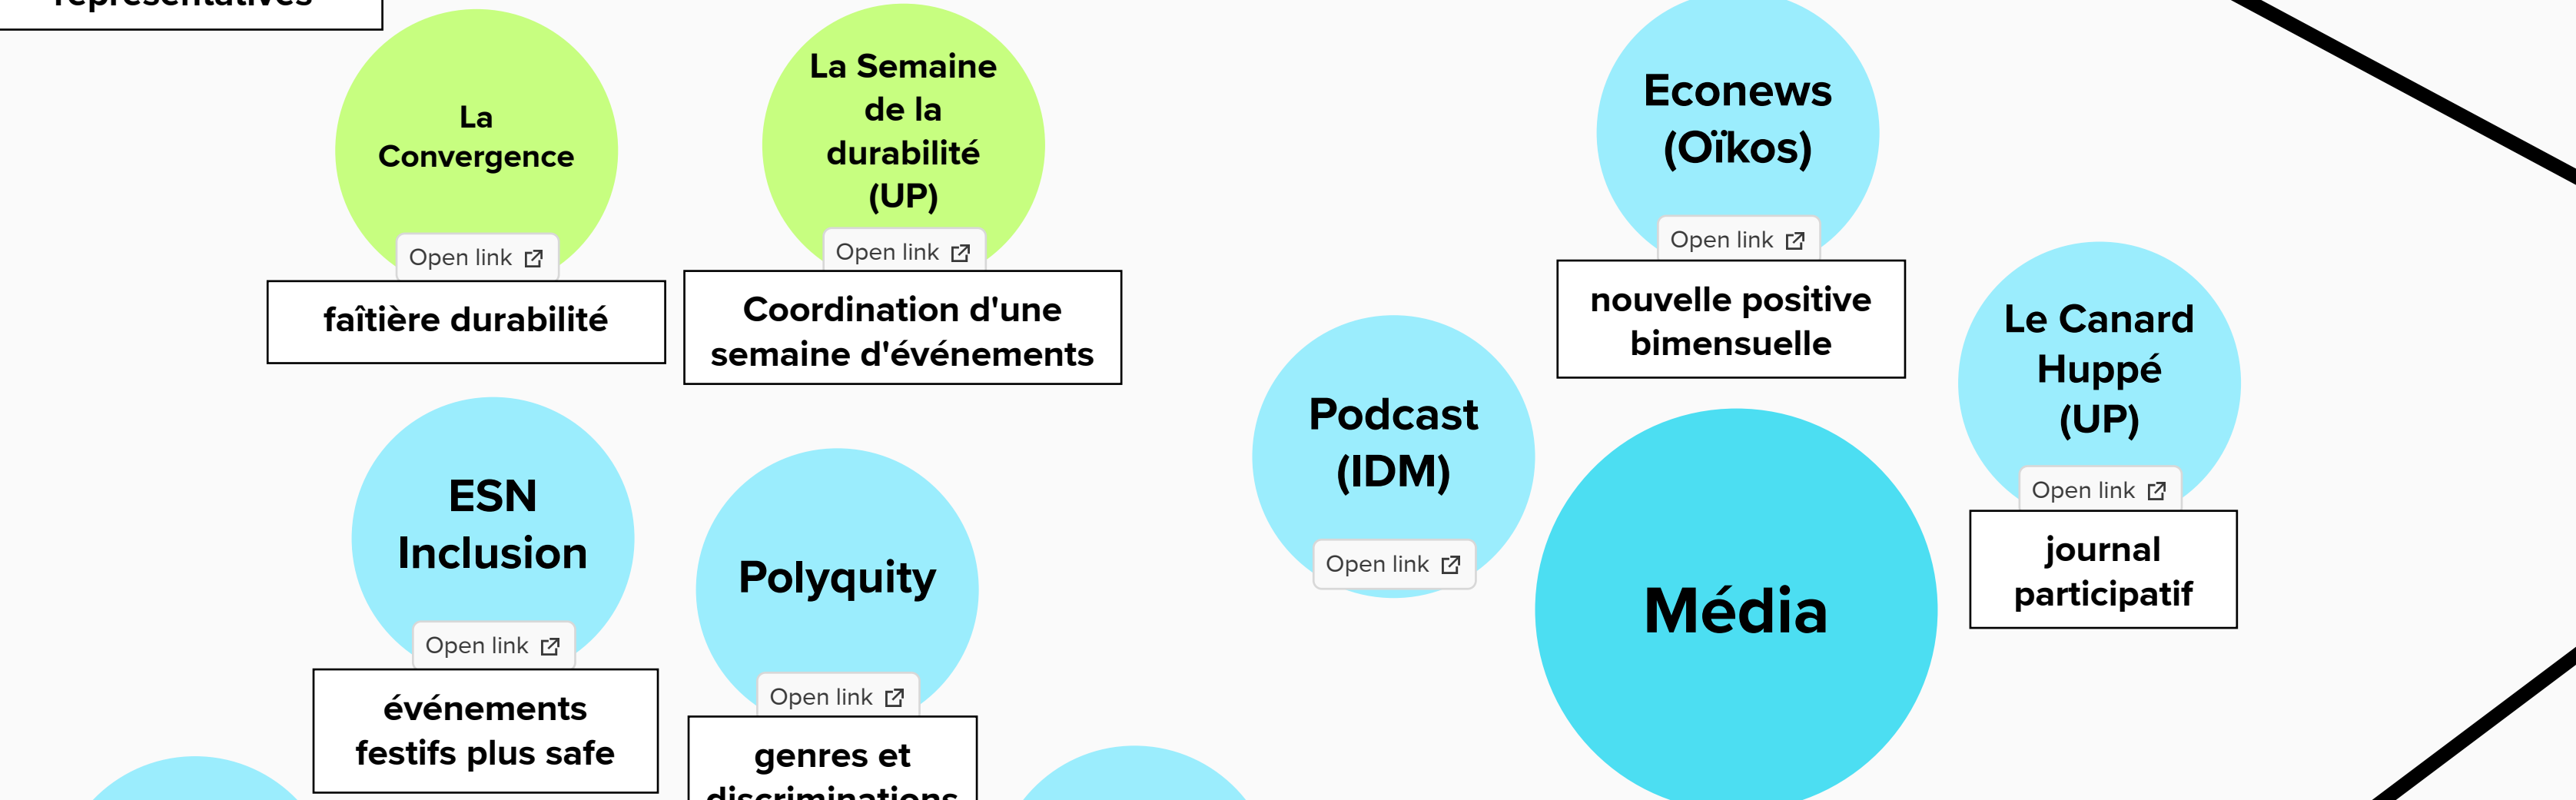 représentatives
La
Convergence
Open link
faîtière durabilité
La Semaine
de la
durabilité
(UP)
Open link
Coordination d'une
semaine d'événements
Econews
(Oïkos)
Open link
nouvelle positive
bimensuelle
Le Canard
Huppé
(UP)
Open link
journal
participatif
Podcast
(IDM)
Open link
Média
ESN
Inclusion
Open link
événements
festifs plus safe
Polyquity
Open link
genres et
discriminations